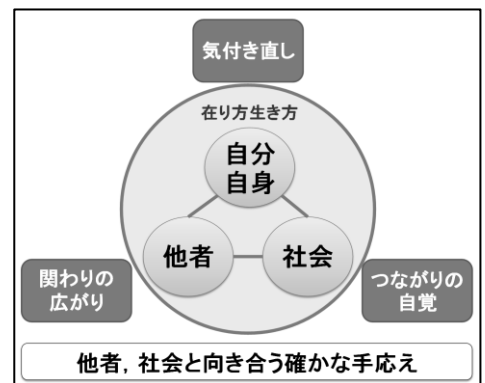 気付き直し
在り方生き方
自分
自身
他者
社会
関わりの
広がり
つながりの
自覚
他者，社会と向き合う確かな手応え